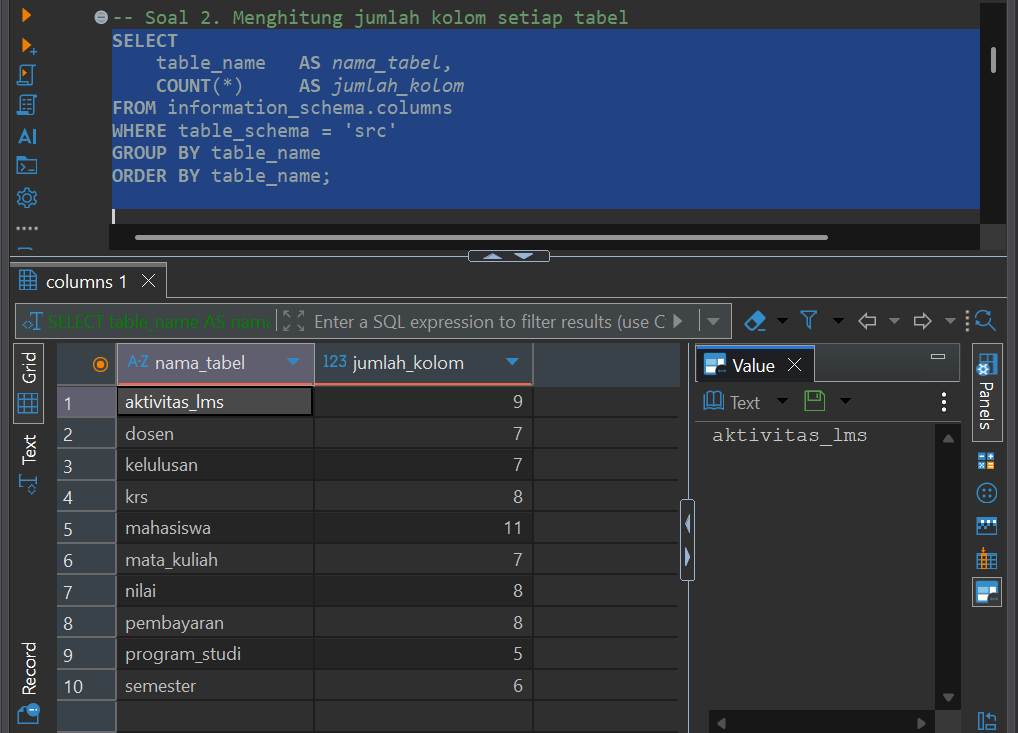 -- Soal 2. Menghitung jumlah kolom setiap tabel
SELECT
table_name AS nama_tabel,
COUNT(*) AS jumlah_kolom
FROM information_schema.columns
WHERE table_schema = 'src'
GROUP BY table_name
ORDER BY table_name;
AI
columns 1
SELECT table_name AS nama
Enter a SQL expression to filter results (use C
Grid
Text
Record
A-Z nama_tabel
123 jumlah_kolom
1 aktivitas_lms 9
2 dosen 7
3 kelulusan 7
4 krs 8
5 mahasiswa 11
6 mata_kuliah 7
7 nilai 8
8 pembayaran 8
9 program_studi 5
10 semester 6
Value
Text
aktivitas_lms
Panels